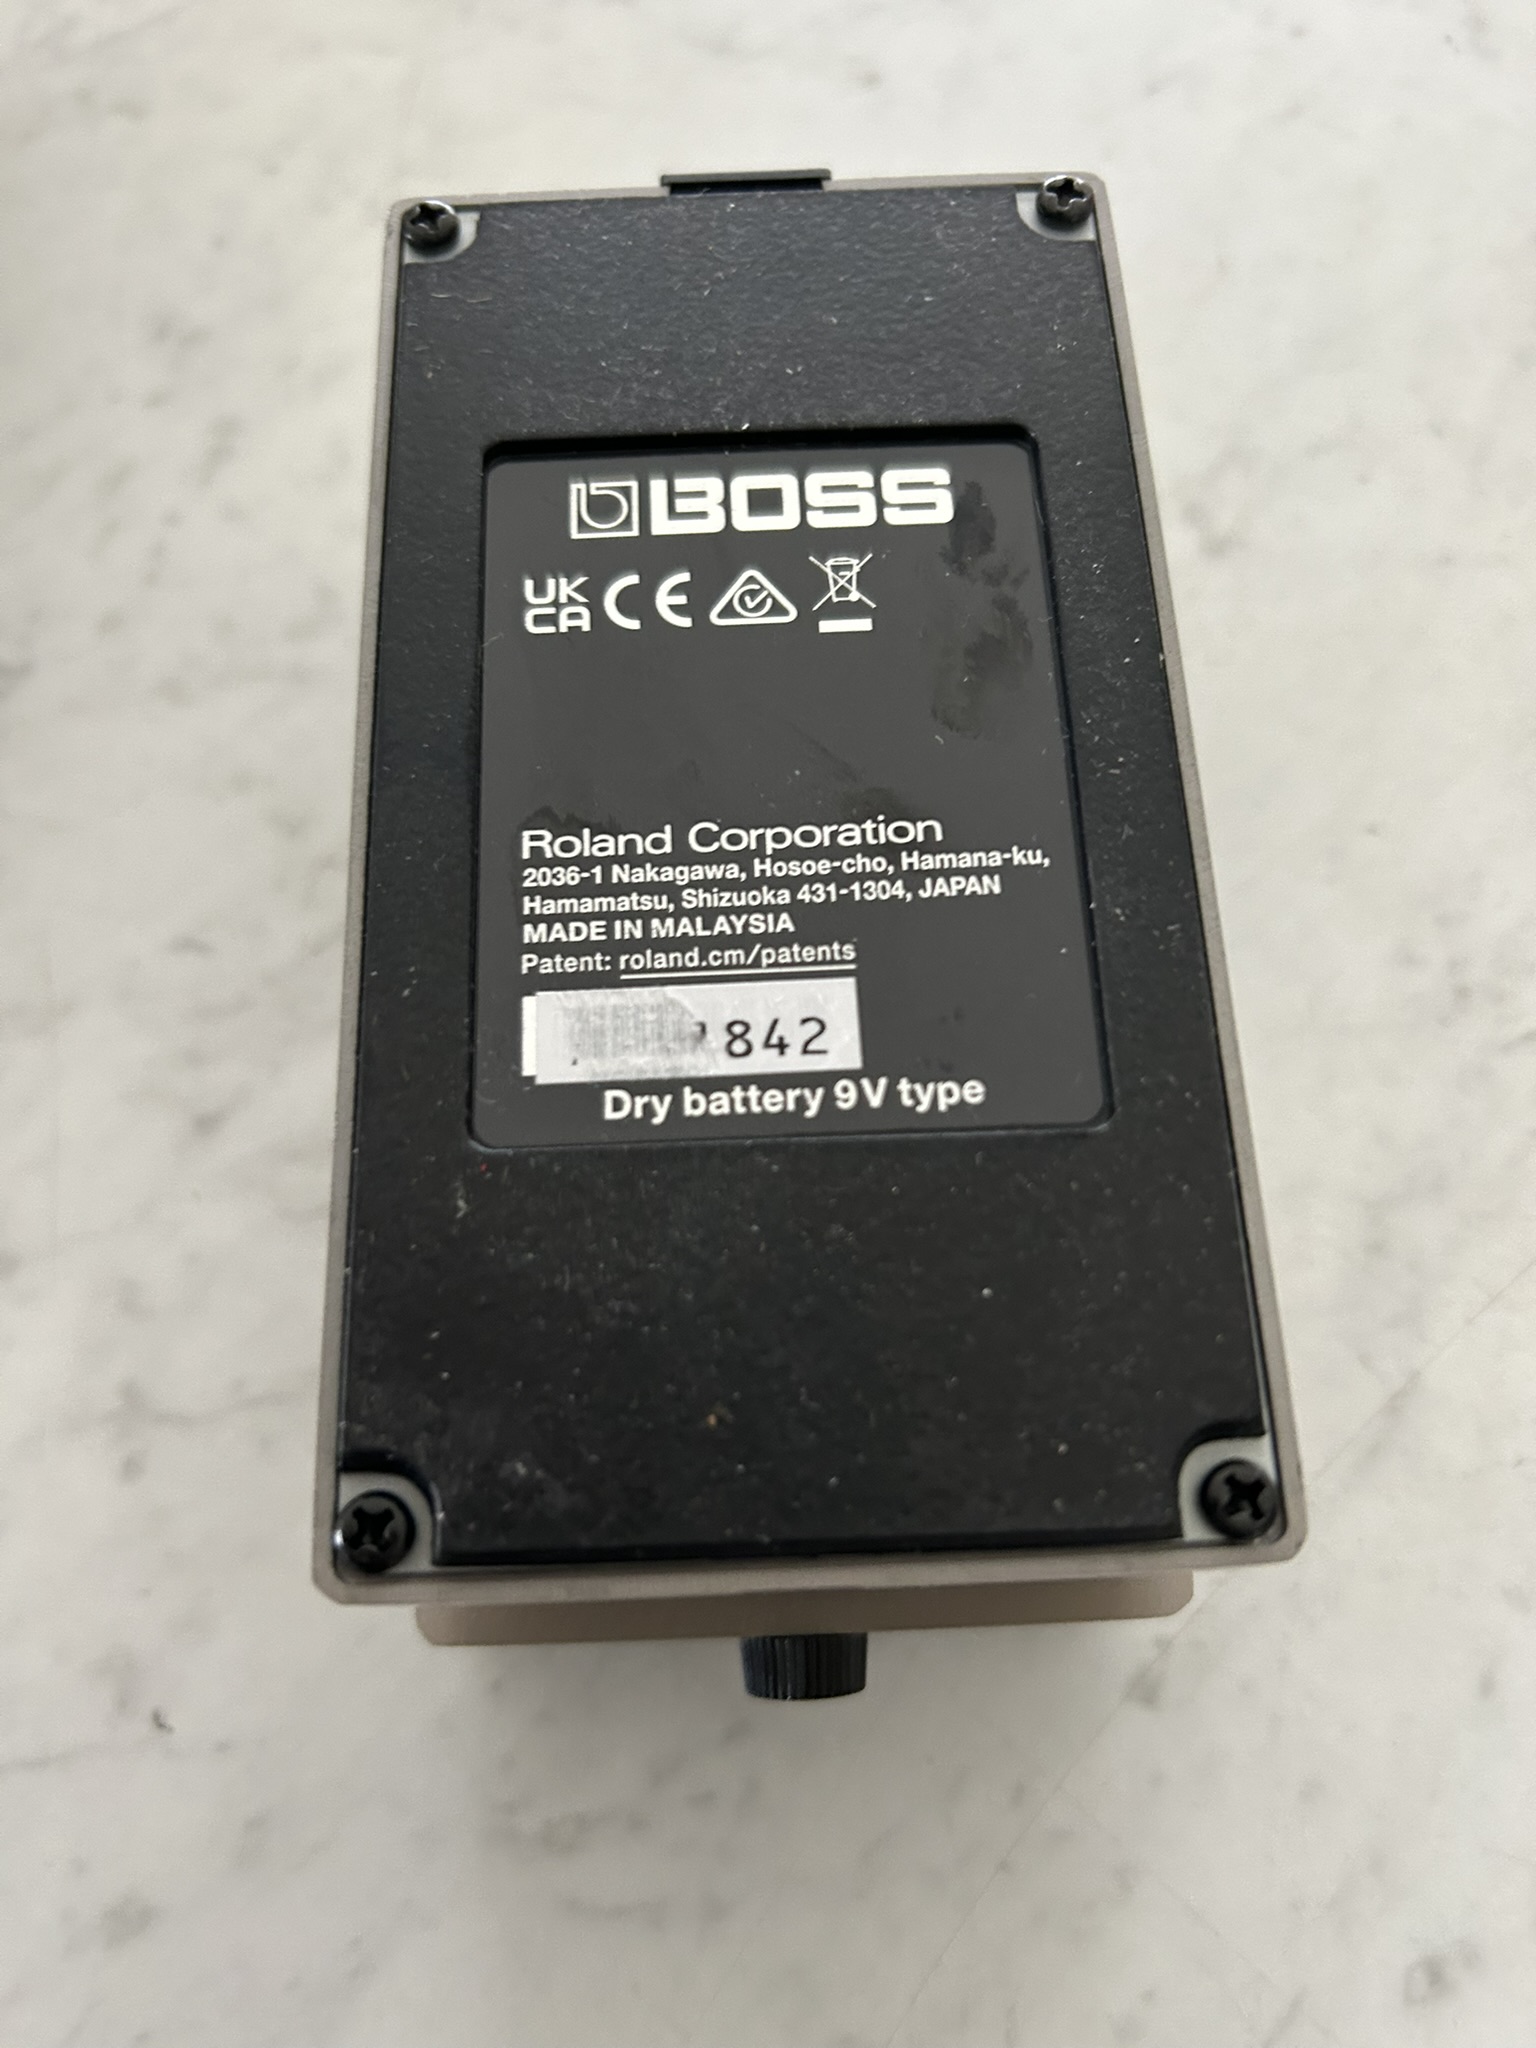 BOSS
UK
CA CE
Roland Corporation
2036-1 Nakagawa, Hosoe-cho, Hamana-ku,
Hamamatsu, Shizuoka 431-1304, JAPAN
MADE IN MALAYSIA
Patent: roland.cm/patents
842
Dry battery 9V type